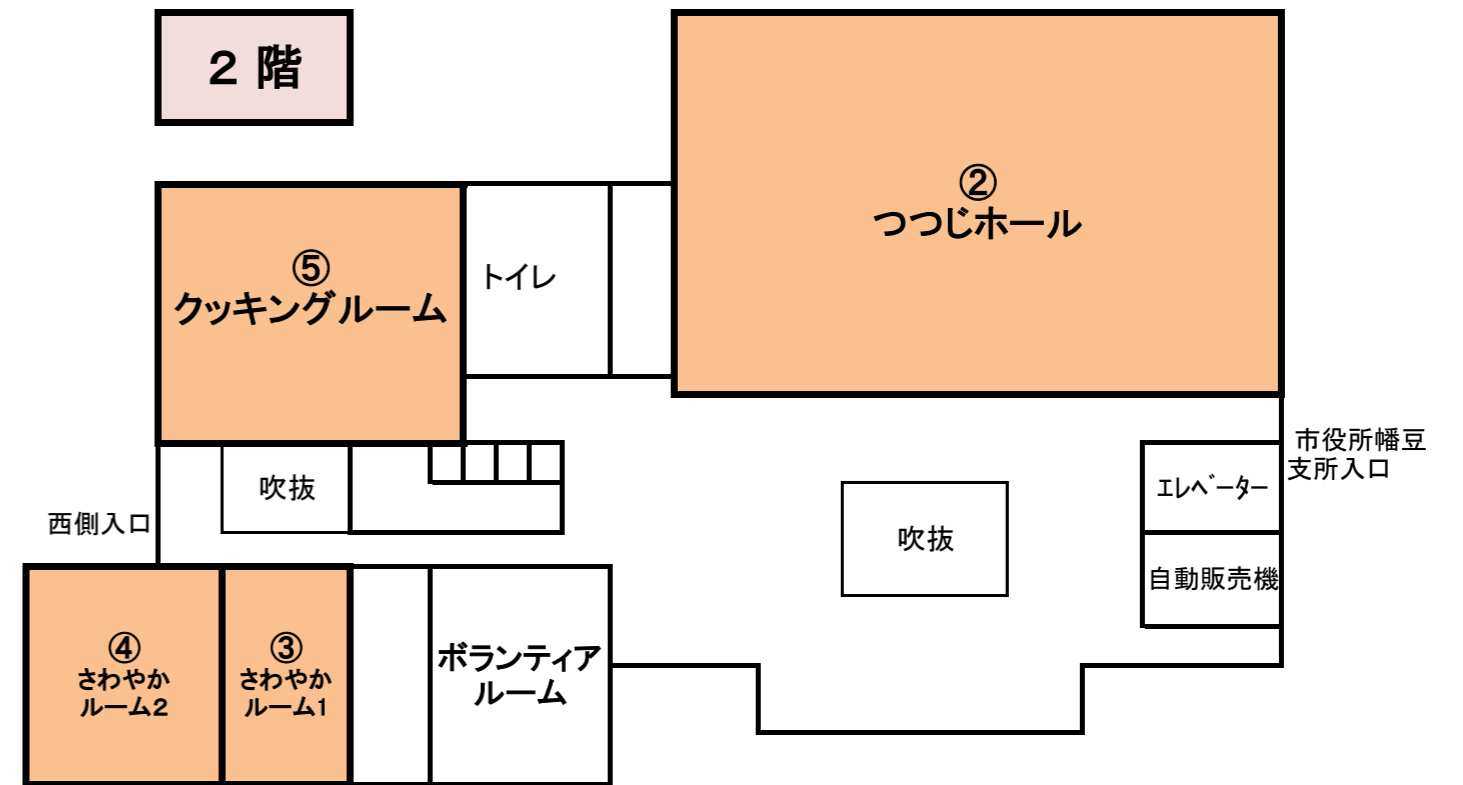 ２ 階
②
つつじホール
⑤
クッキングルーム
トイレ
市役所幡豆
支所入口
吹抜
エレベーター
西側入口
吹抜
自動販売機
④
さわやか
ルーム2
③
さわやか
ルーム1
ボランティア
ルーム